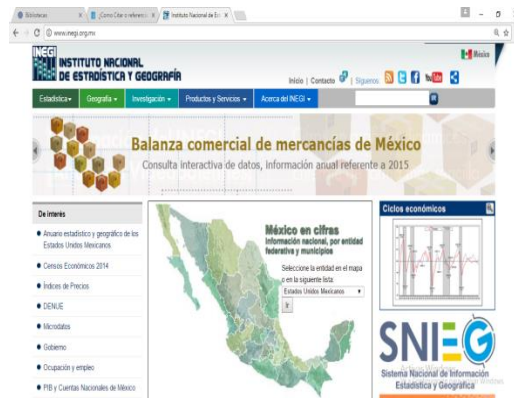 Bibliotecas
¿Como Citar o referenci
Instituto Nacional de Es
www.inegi.org.mx
INEGI
INSTITUTO NACIONAL
DE ESTADÍSTICA Y GEOGRAFÍA
México
Inicio | Contacto | Síguenos
You
Estadística Geografía Investigación Productos y Servicios Acerca del INEGI
Balanza comercial de mercancías de México
Consulta interactiva de datos, información anual referente a 2015
De interés
Anuario estadístico y geográfico de los
Estados Unidos Mexicanos
Censos Económicos 2014
Índices de Precios
DENUE
Microdatos
Gobierno
Ocupación y empleo
PIB y Cuentas Nacionales de México
México en cifras
Información nacional, por entidad
federativa y municipios
Seleccione la entidad en el mapa
o en la siguiente lista
Estados Unidos Mexicanos
Ir
Ciclos económicos
SNIEG
Sistema Nacional de Información
Estadística y Geográfica